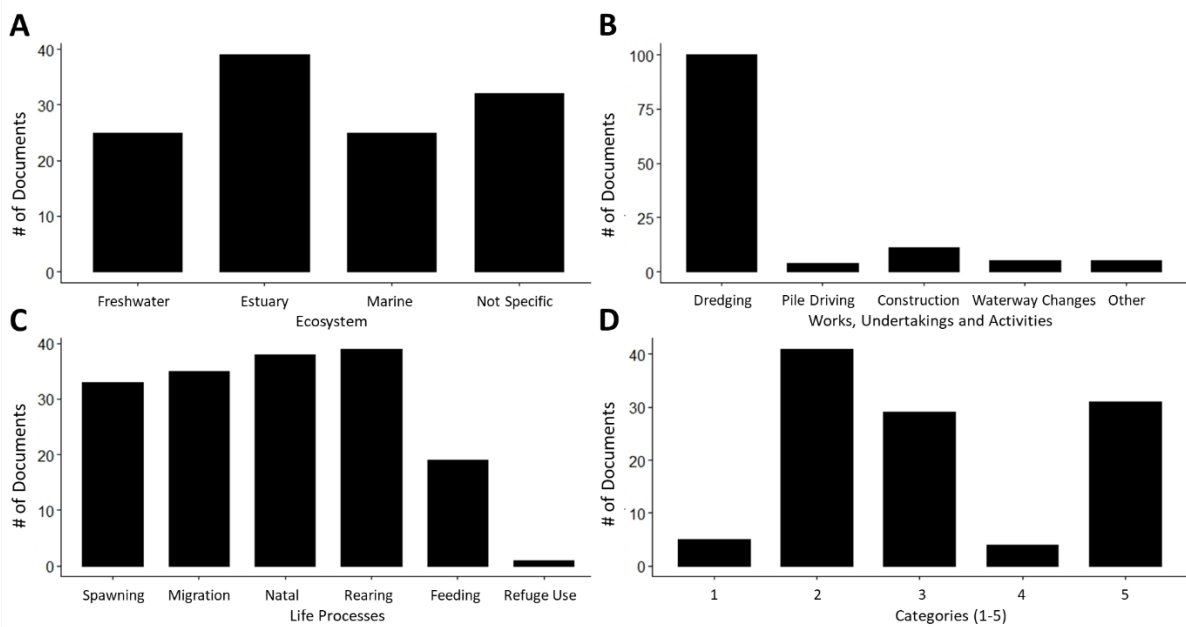 A
# of Documents
40
30
20
10
0
Freshwater Estuary Marine Not Specific
Ecosystem
B
# of Documents
100
75
50
25
0
Dredging Pile Driving Construction Waterway Changes Other
Works, Undertakings and Activities
C
# of Documents
40
30
20
10
0
Spawning Migration Natal Rearing Feeding Refuge Use
Life Processes
D
# of Documents
40
30
20
10
0
1 2 3 4 5
Categories (1-5)